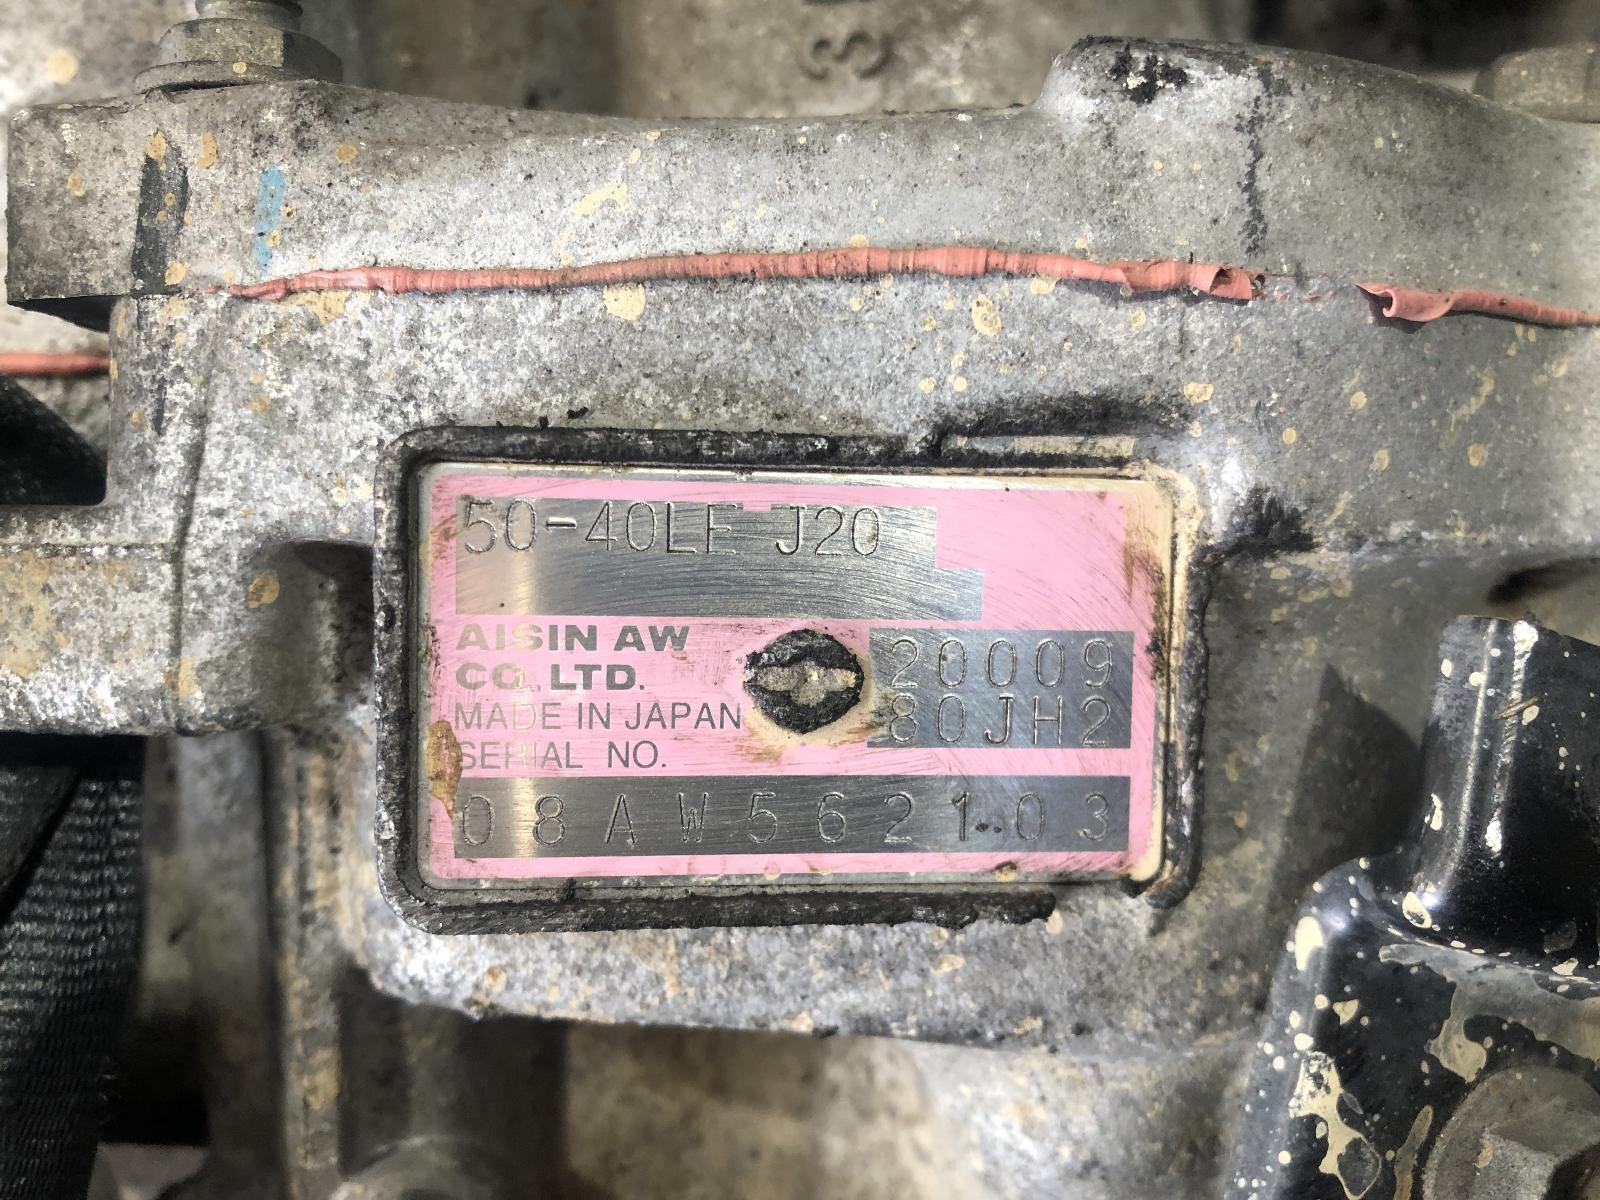 50-40LE J20
AISIN AW
CO.,LTD.
20009
MADE IN JAPAN
80JH2
SERIAL NO.
08AW562103